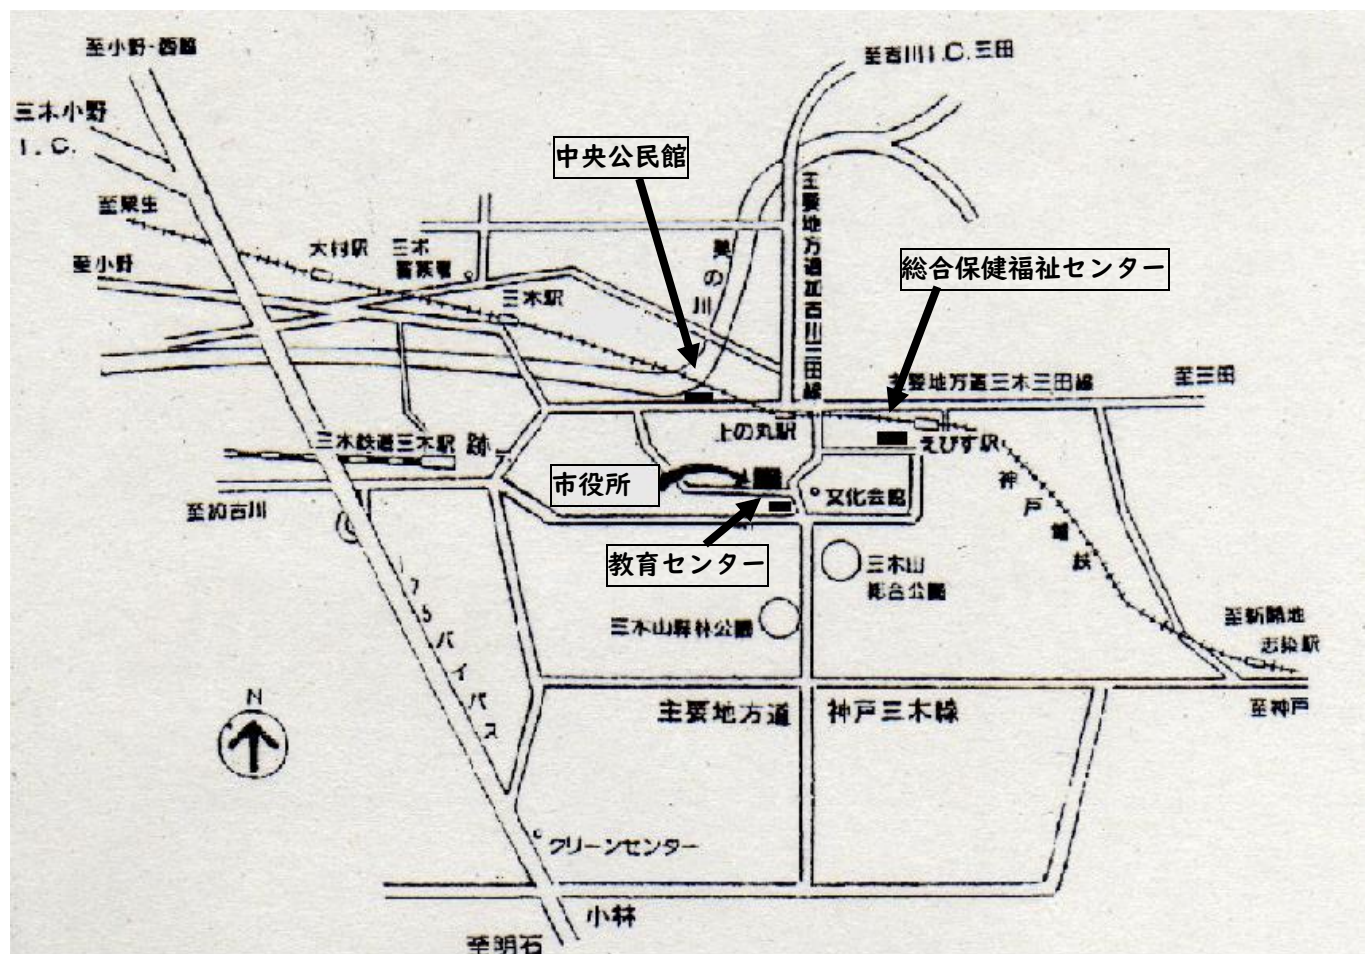 至小野・西脇
至吉川I.C.三田
三木小野
I.C.
中央公民館
至粟生
主要地方道加古川三田線
大村駅
三木
警察署
美の川
総合保健福祉センター
至小野
三木駅
主要地方道三木三田線
至三田
上の丸駅
えびす駅
三木鉄道三木駅 跡
市役所
文化会館
神戸電鉄
至加古川
教育センター
三木山
総合公園
175バイパス
三木山森林公園
至新開地
志染駅
N
主要地方道 神戸三木線
至神戸
クリーンセンター
小林
至明石